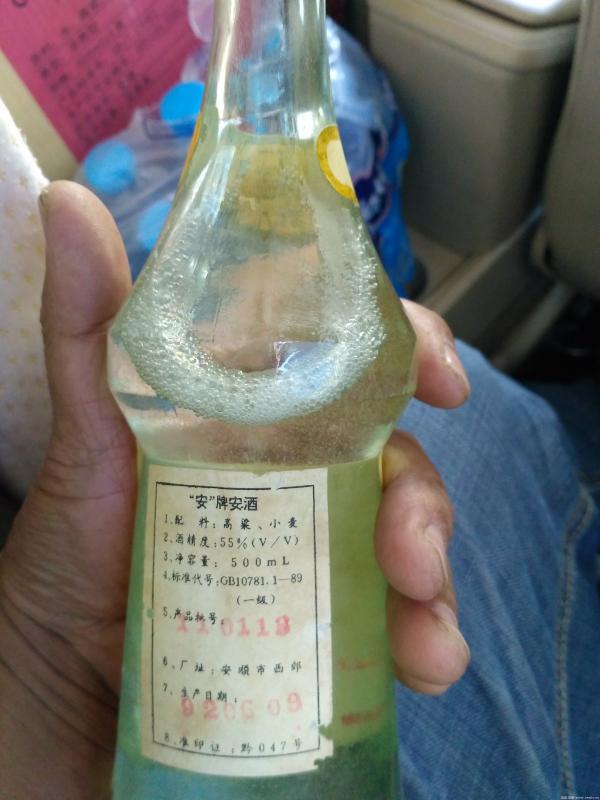 "安"牌安酒
1、配 料：高粱、小麦
2、酒精度：55%(V/V)
3、净容量： 500mL
4、标准代号：GB10781.1—89
(一级)
5、产品批号：
110113
6、厂址：安顺市西郊
7、生产日期：
8、准印证：黔047号